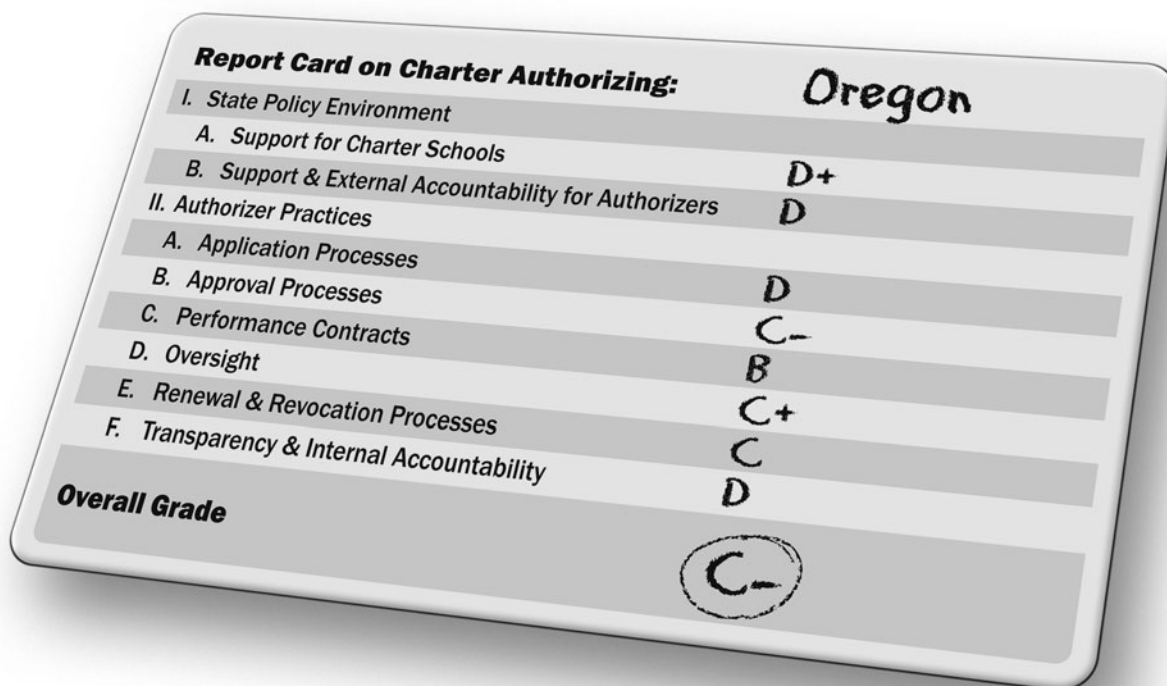 Report Card on Charter Authorizing: Oregon
I. State Policy Environment
A. Support for Charter Schools D+
B. Support & External Accountability for Authorizers D
II. Authorizer Practices
A. Application Processes D
B. Approval Processes C-
C. Performance Contracts B
D. Oversight C+
E. Renewal & Revocation Processes C
F. Transparency & Internal Accountability D
Overall Grade C-